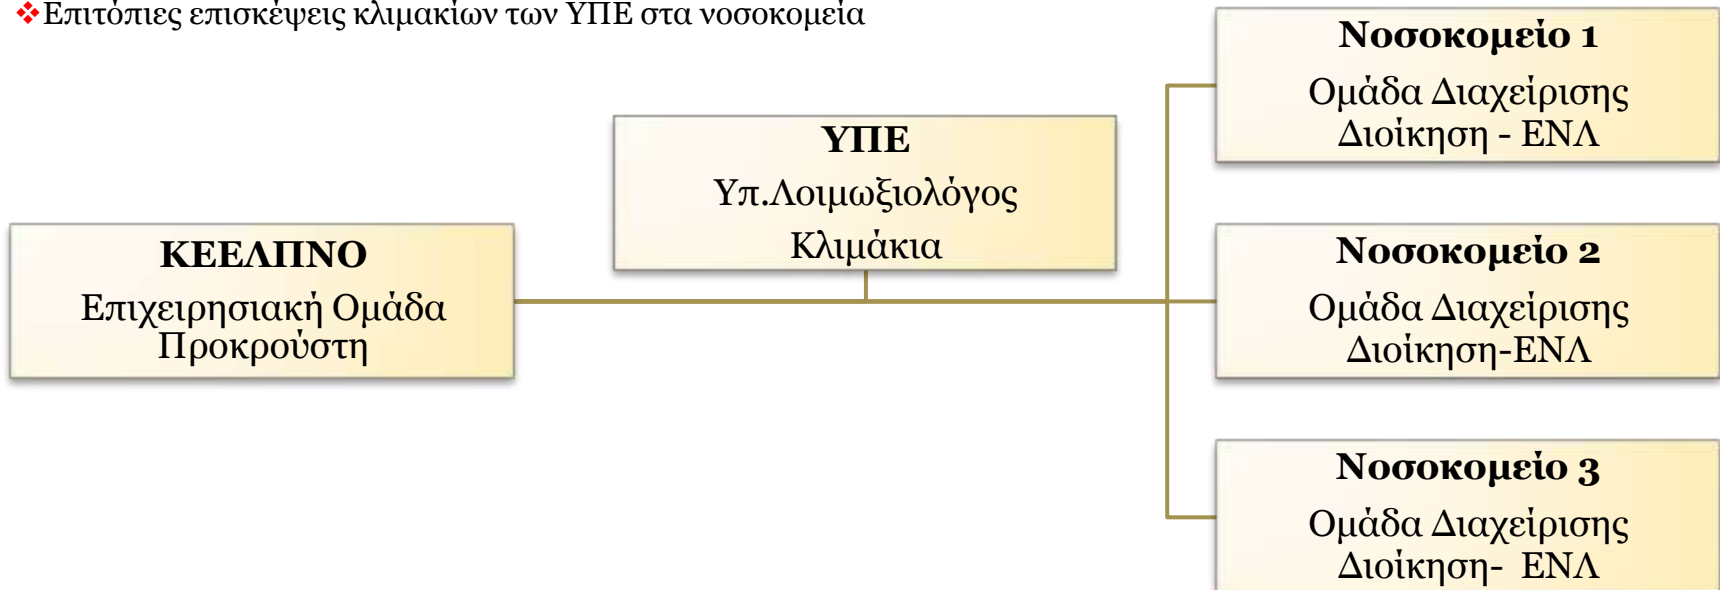 ❖Επιτόπιες επισκέψεις κλιμακίων των ΥΠΕ στα νοσοκομεία
ΚΕΕΛΠΝΟ
Επιχειρησιακή Ομάδα
Προκρούστη
ΥΠΕ
Υπ.Λοιμωξιολόγος
Κλιμάκια
Νοσοκομείο 1
Ομάδα Διαχείρισης
Διοίκηση - ΕΝΛ
Νοσοκομείο 2
Ομάδα Διαχείρισης
Διοίκηση-ΕΝΛ
Νοσοκομείο 3
Ομάδα Διαχείρισης
Διοίκηση- ΕΝΛ